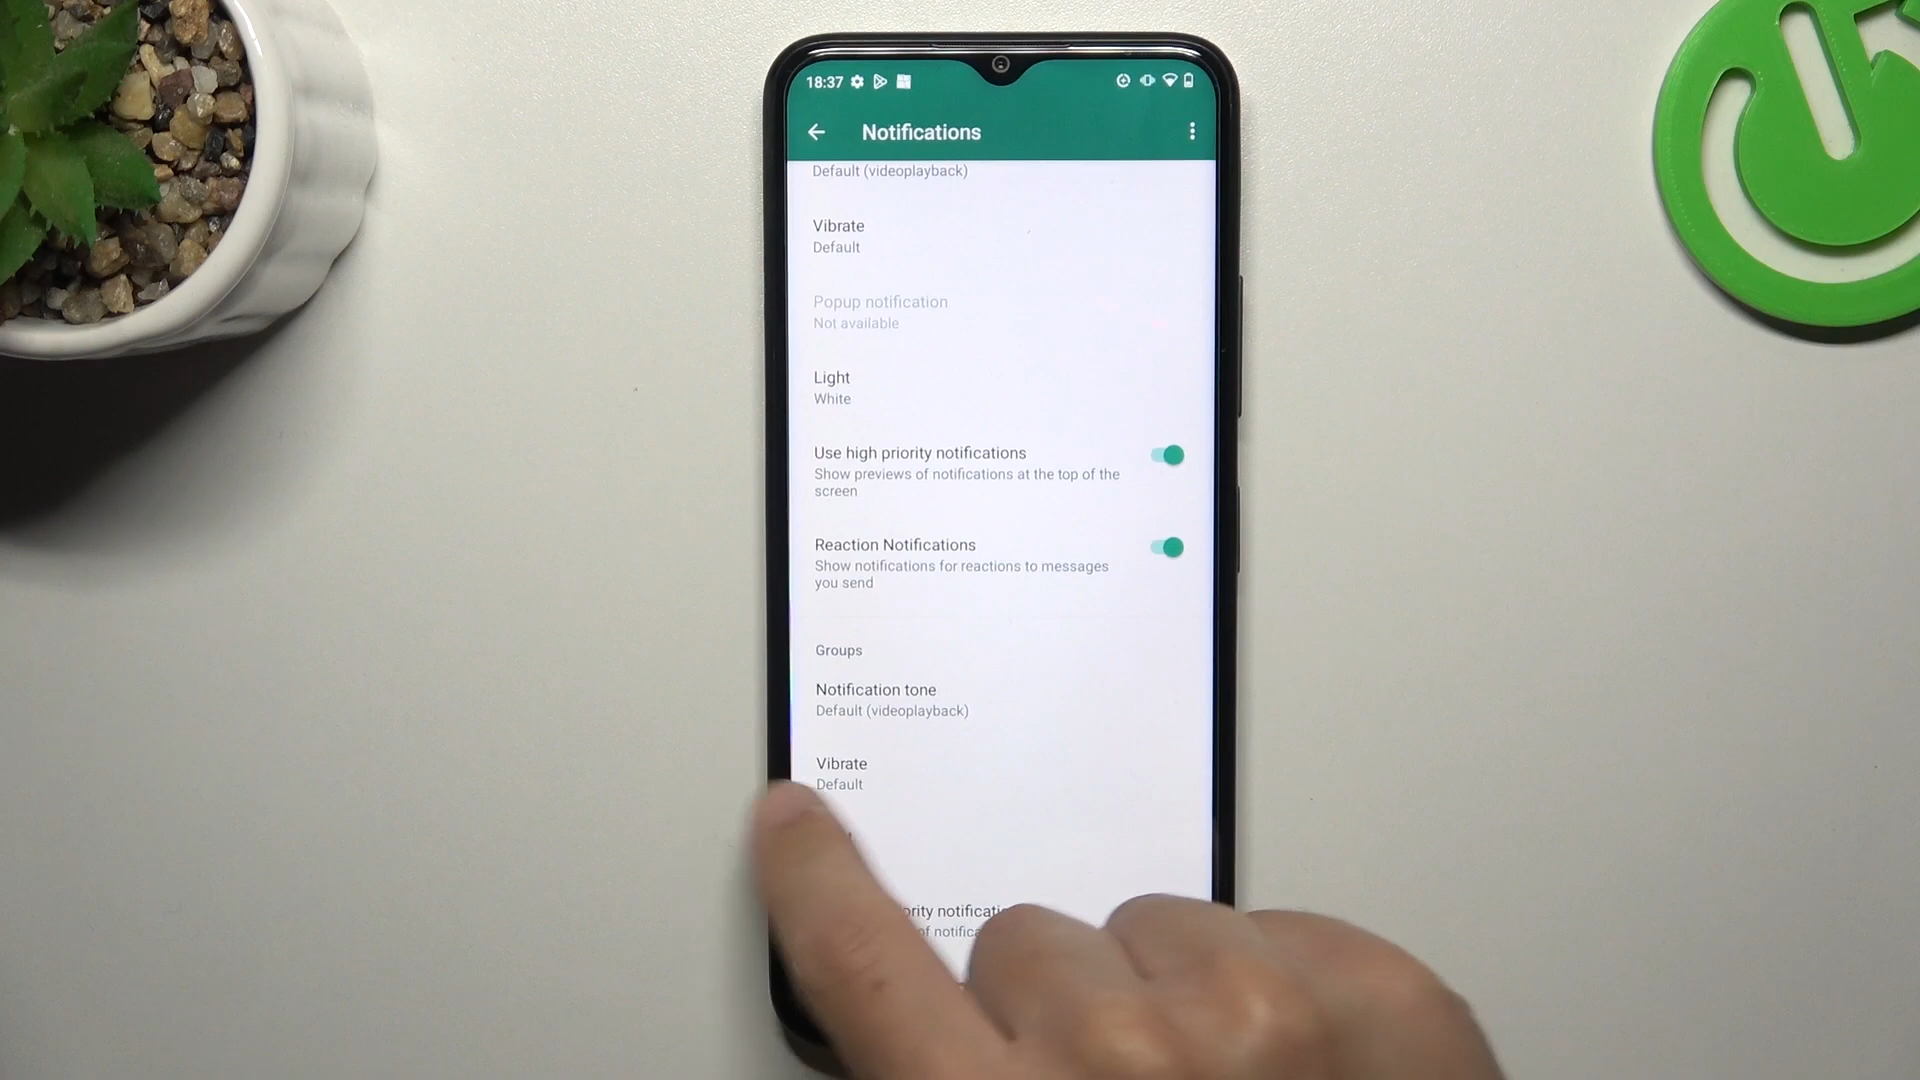 18:37
Notifications
Default (videoplayback)
Vibrate
Default
Popup notification
Not available
Light
White
Use high priority notifications
Show previews of notifications at the top of the
screen
Reaction Notifications
Show notifications for reactions to messages
you send
Groups
Notification tone
Default (videoplayback)
Vibrate
Default